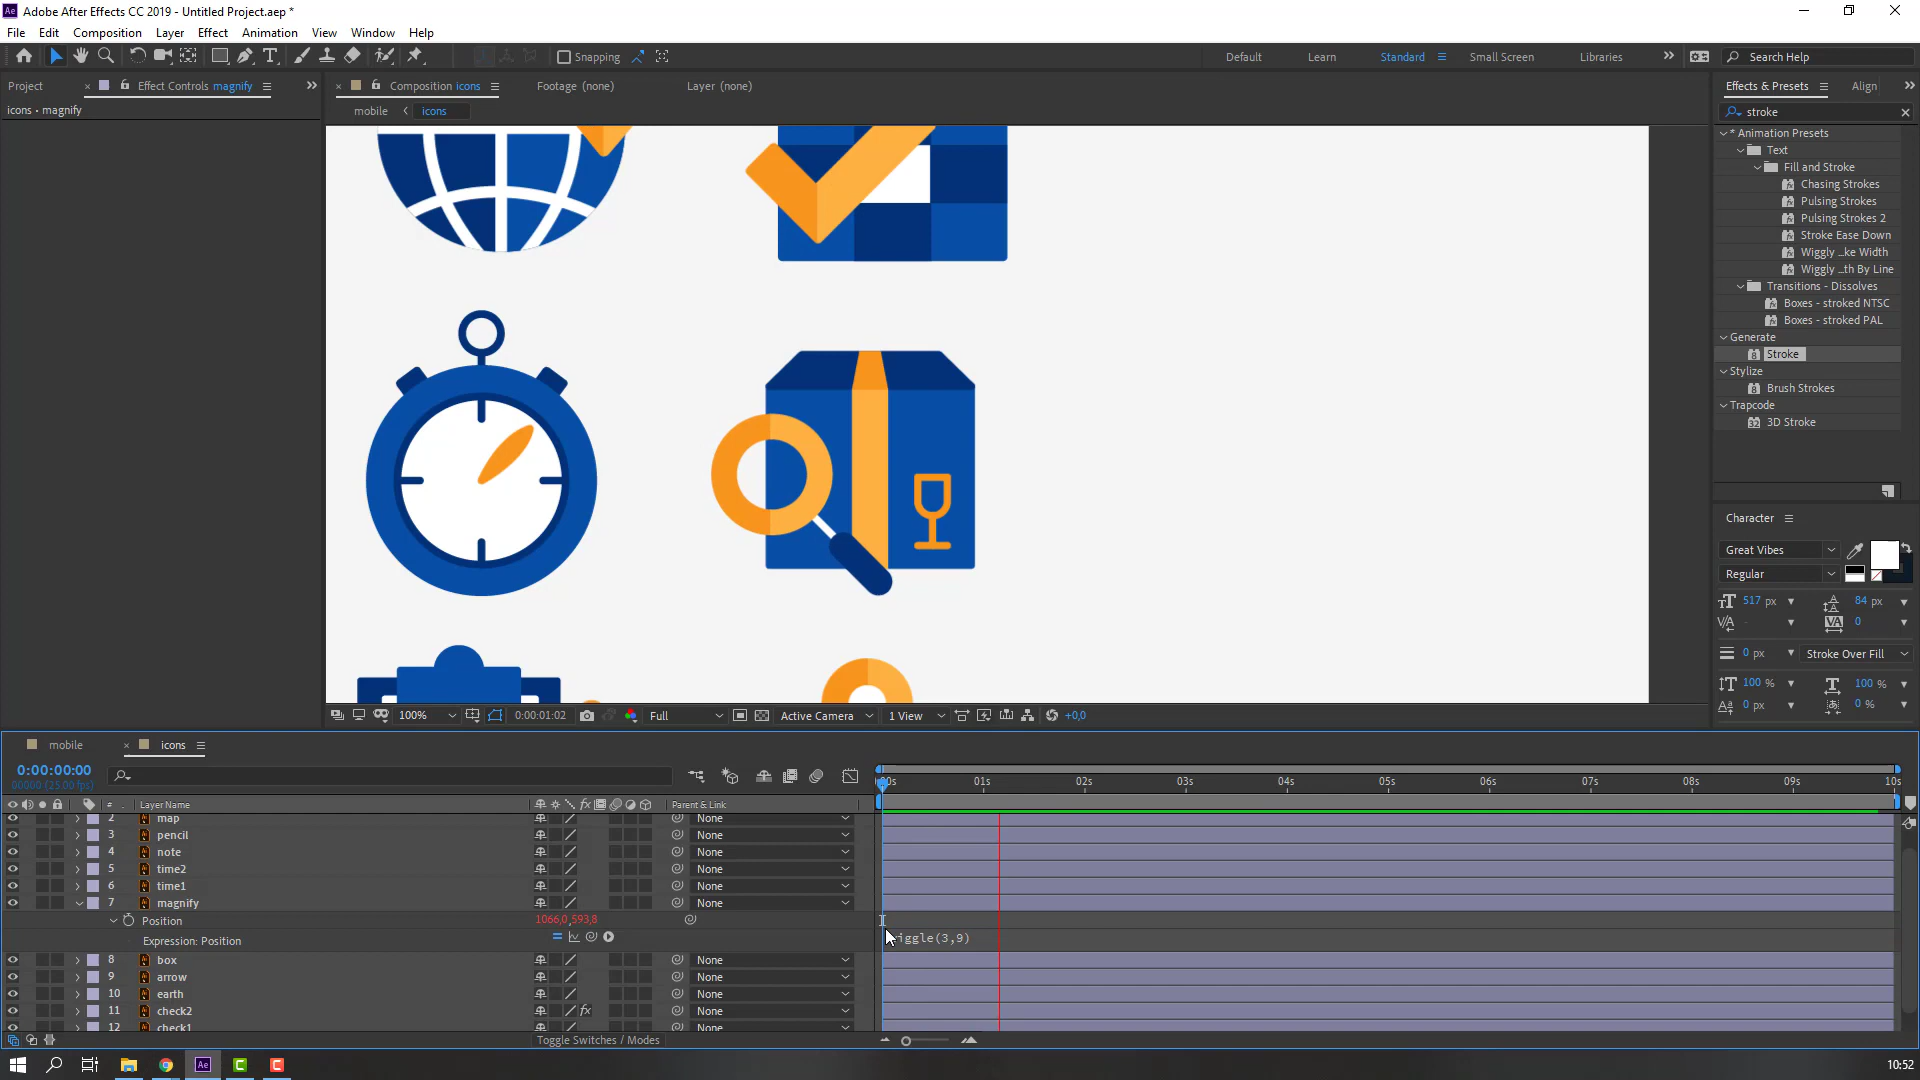 Adobe After Effects CC 2019 - Untitled Project.aep *
File Edit Composition Layer Effect Animation View Window Help
Snapping
Default Learn Standard Small Screen Libraries
Search Help
Project
Effect Controls magnify
Composition icons
Footage (none)
Layer (none)
Effects & Presets
Align
icons • magnify
mobile
icons
stroke
* Animation Presets
Text
Fill and Stroke
Chasing Strokes
Pulsing Strokes
Pulsing Strokes 2
Stroke Ease Down
Wiggly ...ke Width
Wiggly ...th By Line
Transitions - Dissolves
Boxes - stroked NTSC
Boxes - stroked PAL
Generate
Stroke
Stylize
Brush Strokes
Trapcode
3D Stroke
Character
Great Vibes
Regular
517 px
84 px
0
0 px
Stroke Over Fill
100 %
100 %
0 px
0 %
100%
0:00:01:02
Full
Active Camera
1 View
+0,0
mobile
icons
0:00:00:00
00000 (25.00 fps)
:00s 01s 02s 03s 04s 05s 06s 07s 08s 09s 10s
# Layer Name
Parent & Link
2 map None
3 pencil None
4 note None
5 time2 None
6 time1 None
7 magnify None
Position 1066,0,593,8
Expression: Position
iggle(3,9)
8 box None
9 arrow None
10 earth None
11 check2 None
12 check1 None
Toggle Switches / Modes
10:52